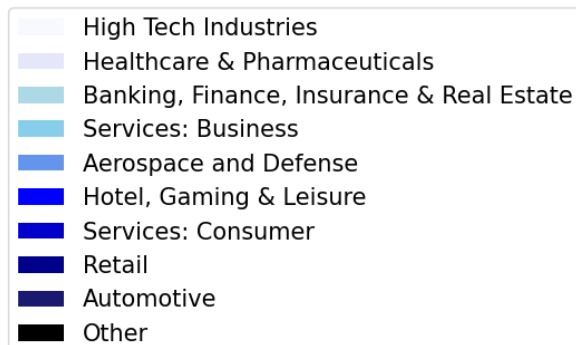 High Tech Industries
Healthcare & Pharmaceuticals
Banking, Finance, Insurance & Real Estate
Services: Business
Aerospace and Defense
Hotel, Gaming & Leisure
Services: Consumer
Retail
Automotive
Other